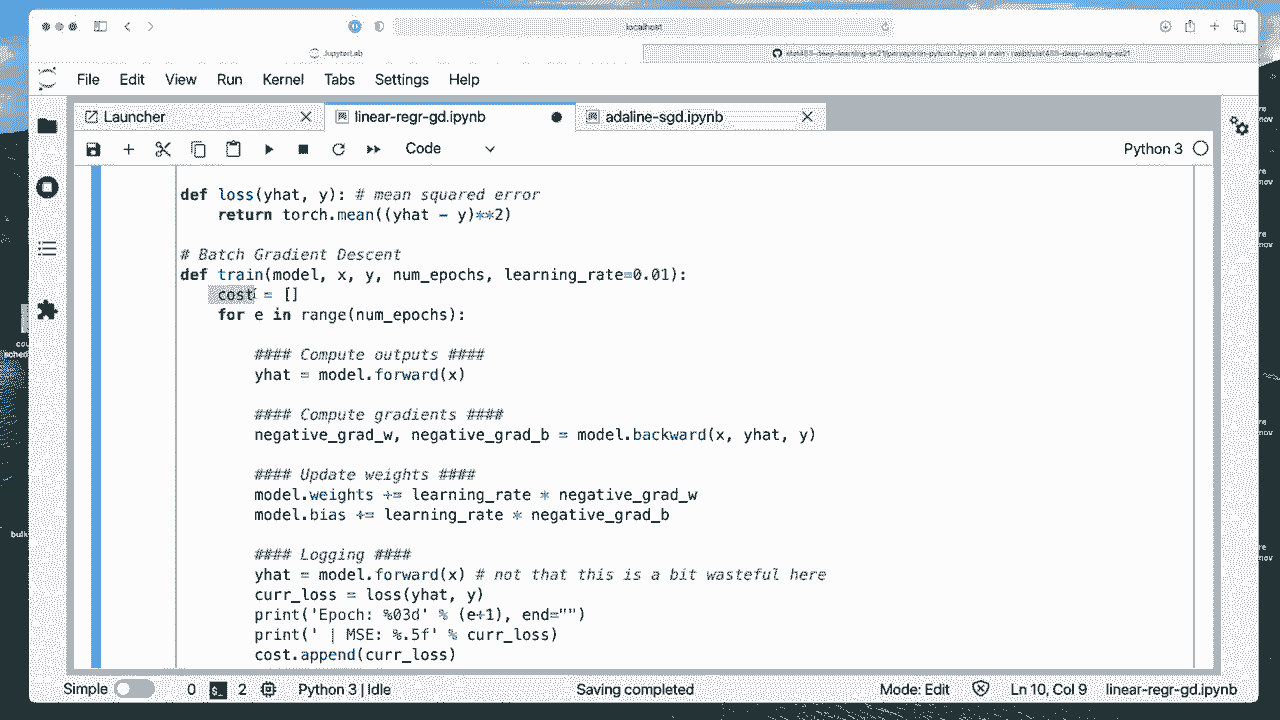 localhost
JupyterLab
File Edit View Run Kernel Tabs Settings Help
Launcher
linear-regr-gd.ipynb
adaline-sgd.ipynb
Code
Python 3
def loss(yhat, y): # mean squared error
return torch.mean((yhat - y)**2)
# Batch Gradient Descent
def train(model, x, y, num_epochs, learning_rate=0.01):
cost = []
for e in range(num_epochs):
#### Compute outputs ####
yhat = model.forward(x)
#### Compute gradients ####
negative_grad_w, negative_grad_b = model.backward(x, yhat, y)
#### Update weights ####
model.weights += learning_rate * negative_grad_w
model.bias += learning_rate * negative_grad_b
#### Logging ####
yhat = model.forward(x) # not that this is a bit wasteful here
curr_loss = loss(yhat, y)
print('Epoch: %03d' % (e+1), end="")
print(' | MSE: %.5f' % curr_loss)
cost.append(curr_loss)
Simple 0 $_ 2 Python 3 | Idle Saving completed Mode: Edit Ln 10, Col 9 linear-regr-gd.ipynb